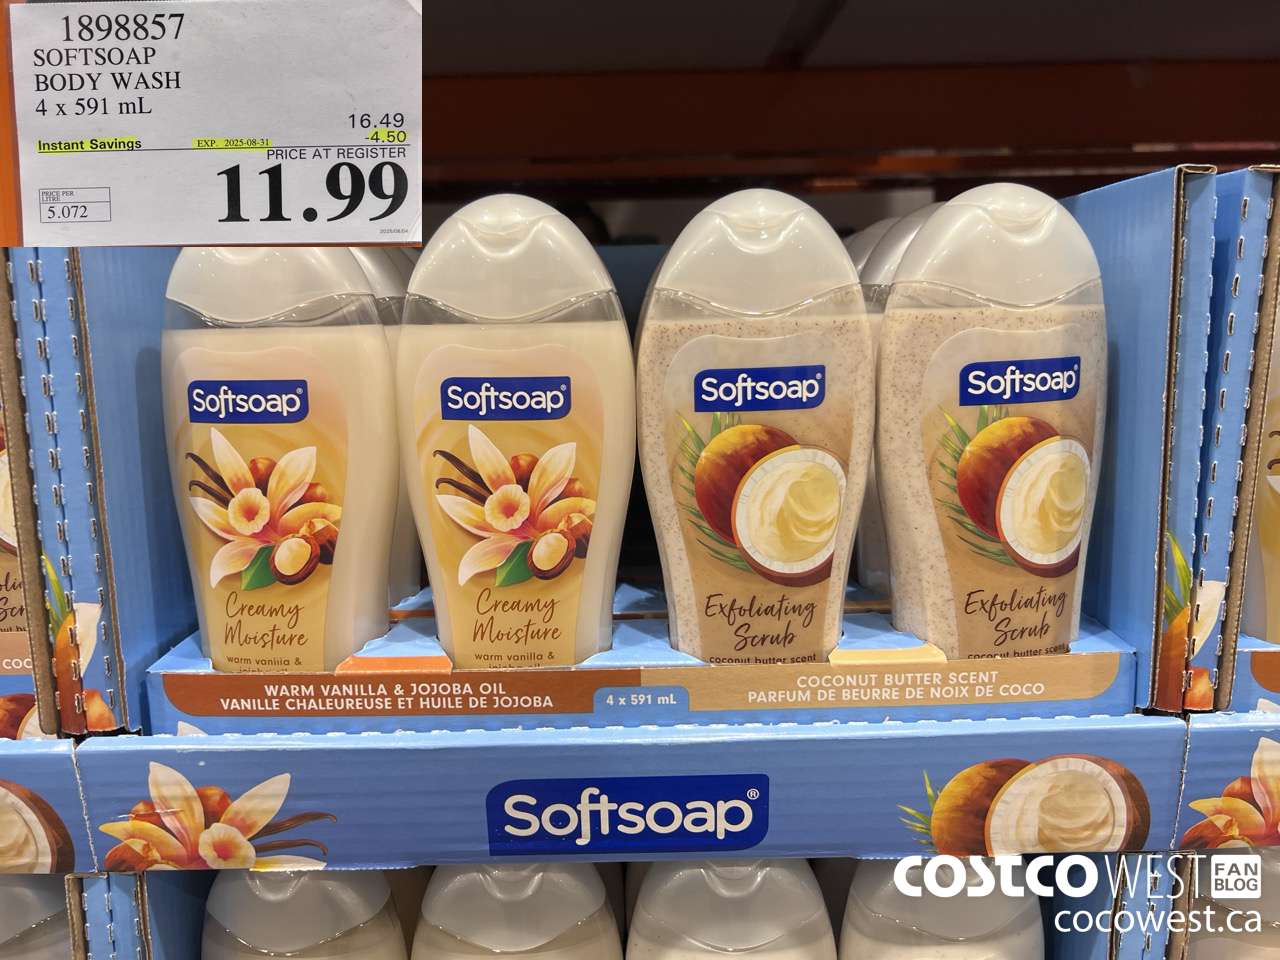 1898857
SOFTSOAP
BODY WASH
4 x 591 mL
16.49
Instant Savings
EXP. 2025-08-31
-4.50
PRICE AT REGISTER
11.99
PRICE PER
LITRE
5.072
2025/08/04
Softsoap®
Creamy
Moisture
warm vanilla &
Softsoap®
Creamy
Moisture
warm vanilla &
Softsoap®
Exfoliating
Scrub
coconut butter scent
Softsoap®
Exfoliating
Scrub
coconut butter scent
WARM VANILLA & JOJOBA OIL
VANILLE CHALEUREUSE ET HUILE DE JOJOBA
4 x 591 mL
COCONUT BUTTER SCENT
PARFUM DE BEURRE DE NOIX DE COCO
Softsoap®
COSTCO WEST FAN BLOG
cocowest.ca